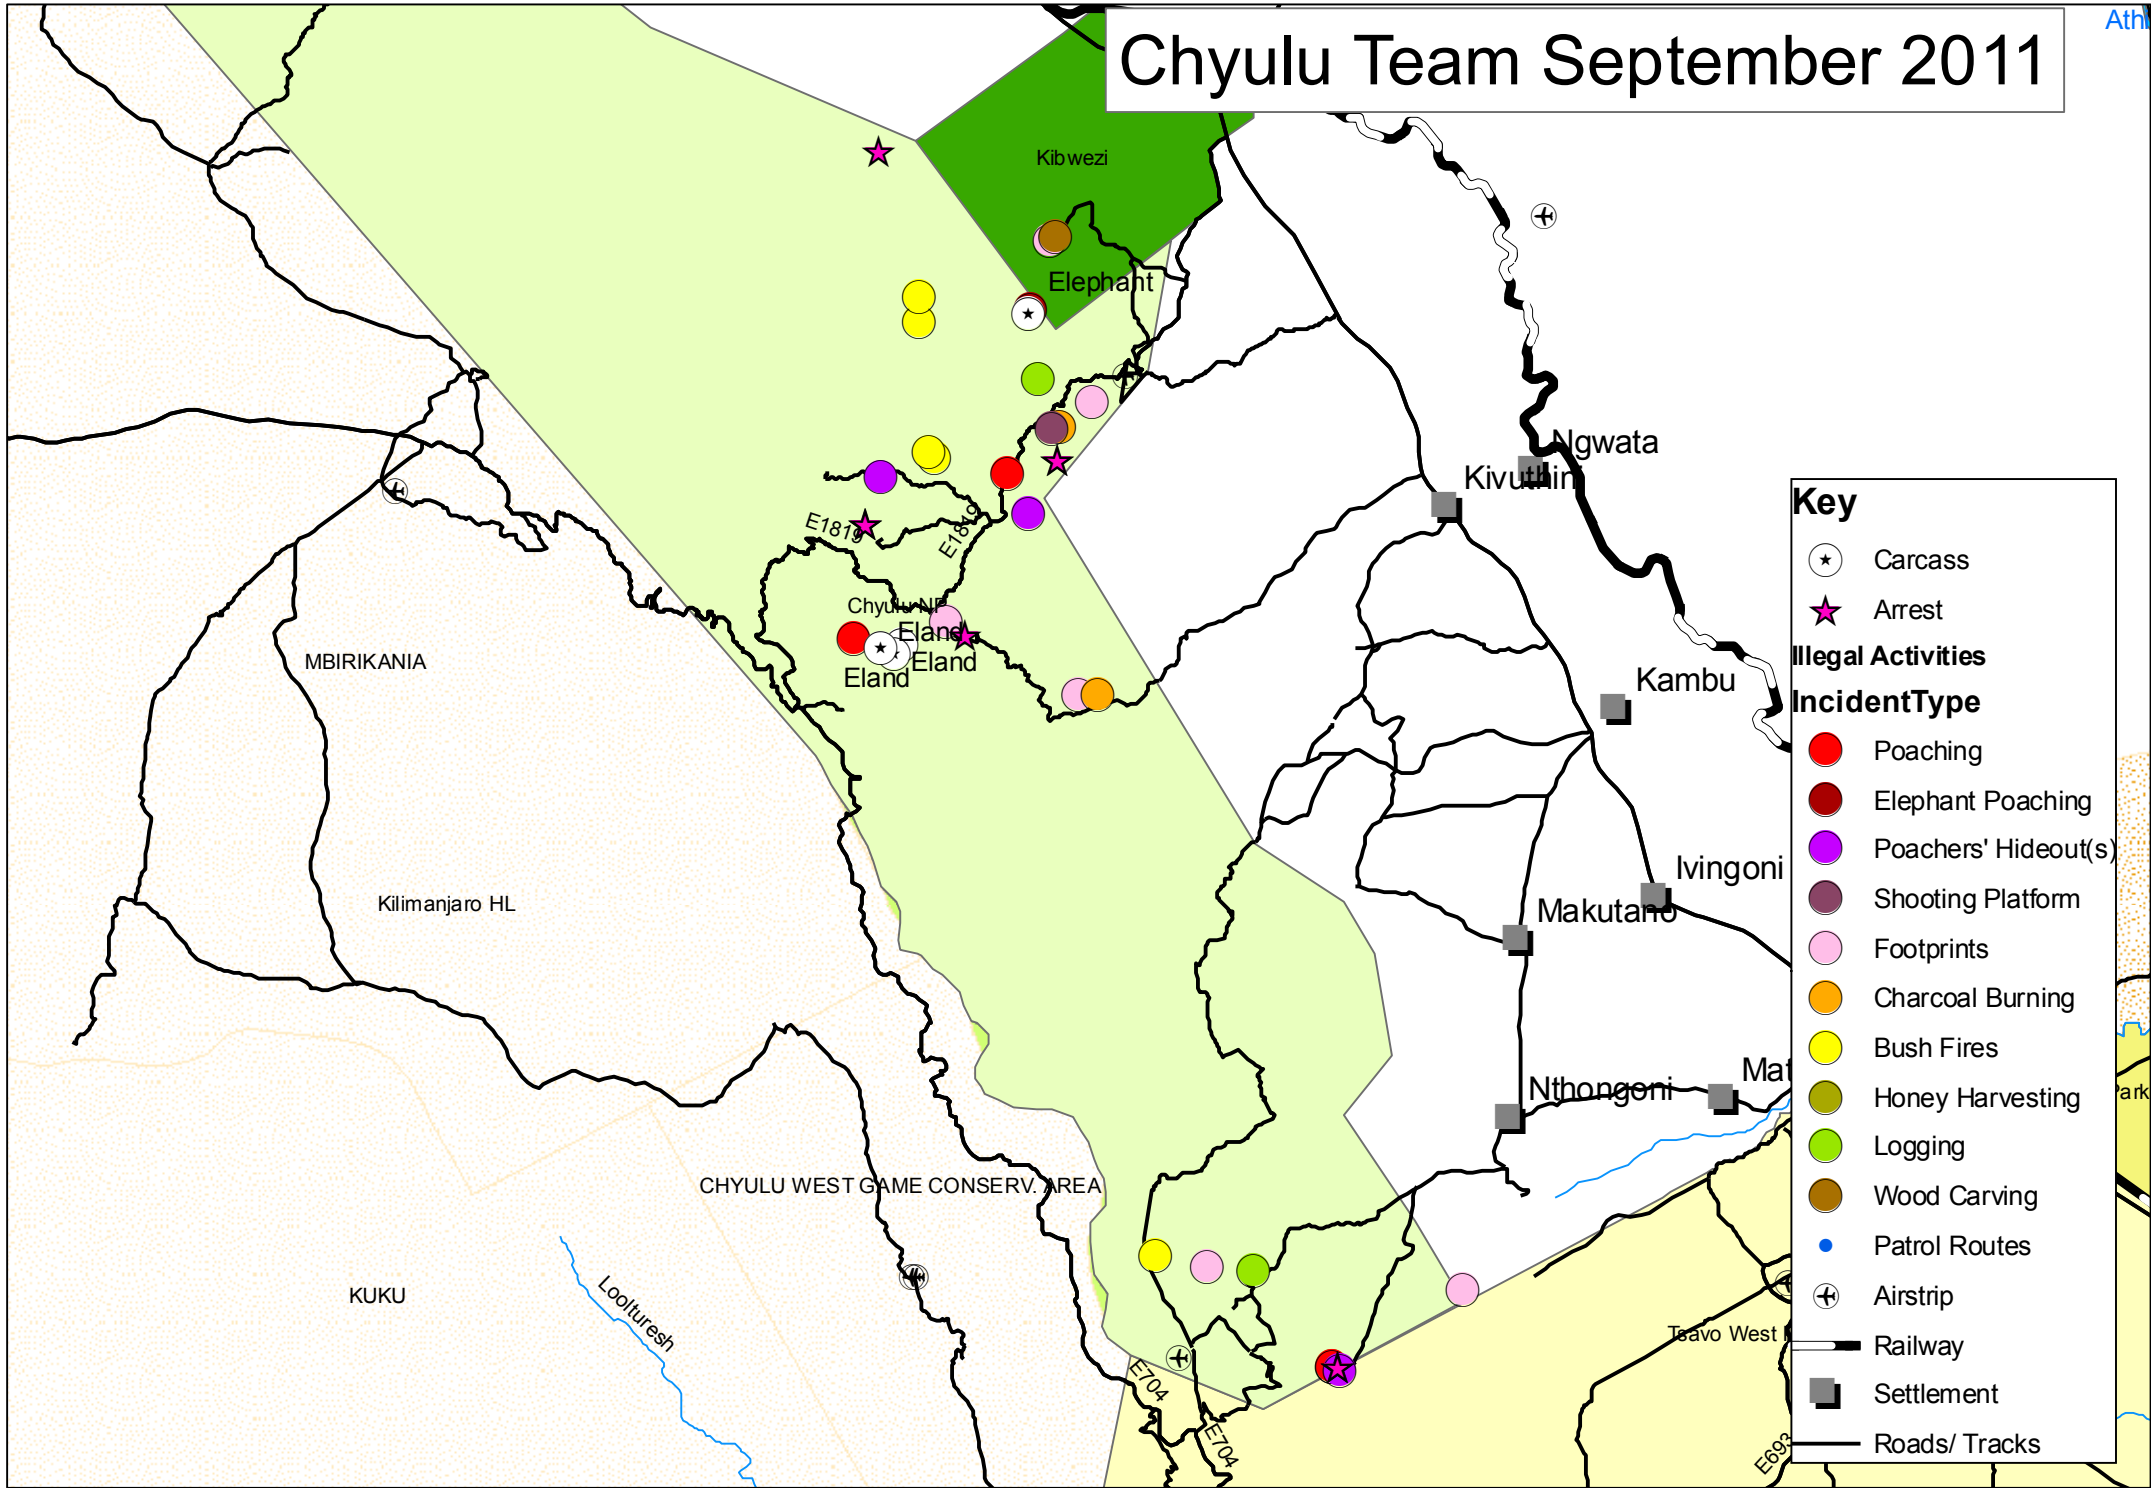 Chyulu Team September 2011
Ath
Kibwezi
Elephant
Ngwata
Kivuthini
E1819
E1819
Chyulu NP
Eland
Eland
Eland
MBIRIKANIA
Kambu
Ivingoni
Makutano
Kilimanjaro HL
Nthongoni
Mat
Park
CHYULU WEST GAME CONSERV. AREA
KUKU
Loolturesh
Tsavo West
E704
E704
E693
Key
Carcass
Arrest
Illegal Activities
IncidentType
Poaching
Elephant Poaching
Poachers' Hideout(s)
Shooting Platform
Footprints
Charcoal Burning
Bush Fires
Honey Harvesting
Logging
Wood Carving
Patrol Routes
Airstrip
Railway
Settlement
Roads/ Tracks